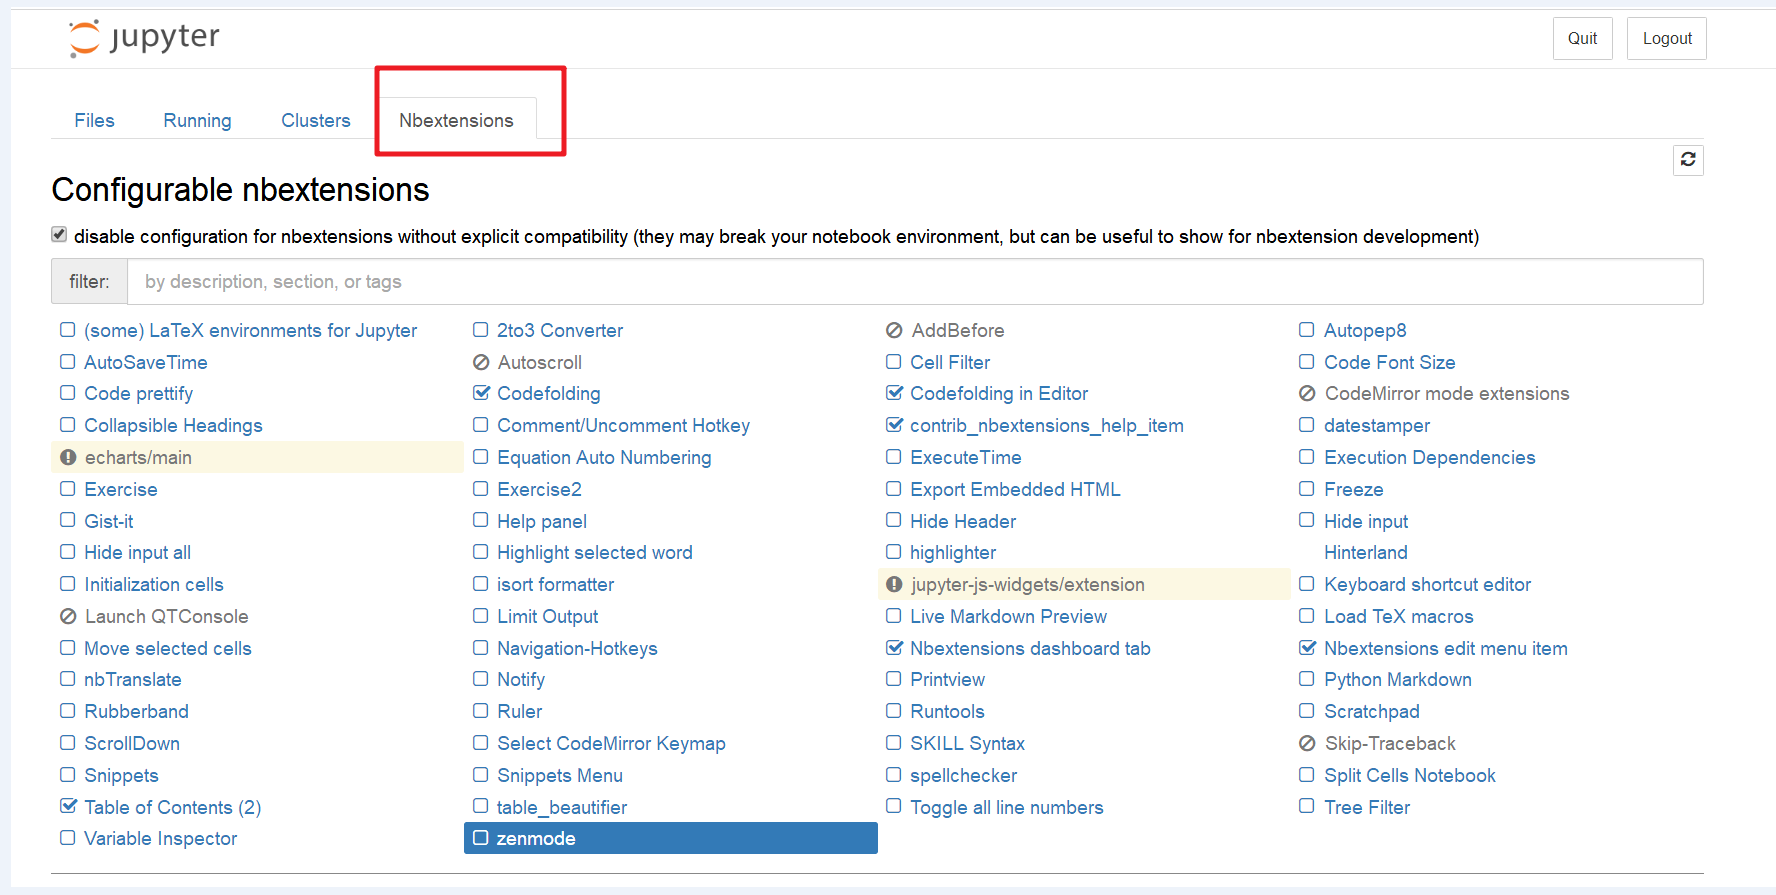 jupyter
Quit Logout
Files Running Clusters Nbextensions
Configurable nbextensions
disable configuration for nbextensions without explicit compatibility (they may break your notebook environment, but can be useful to show for nbextension development)
filter: by description, section, or tags
(some) LaTeX environments for Jupyter 2to3 Converter AddBefore Autopep8
AutoSaveTime Autoscroll Cell Filter Code Font Size
Code prettify Codefolding Codefolding in Editor CodeMirror mode extensions
Collapsible Headings Comment/Uncomment Hotkey contrib_nbextensions_help_item datestamper
echarts/main Equation Auto Numbering ExecuteTime Execution Dependencies
Exercise Exercise2 Export Embedded HTML Freeze
Gist-it Help panel Hide Header Hide input
Hide input all Highlight selected word highlighter Hinterland
Initialization cells isort formatter jupyter-js-widgets/extension Keyboard shortcut editor
Launch QTConsole Limit Output Live Markdown Preview Load TeX macros
Move selected cells Navigation-Hotkeys Nbextensions dashboard tab Nbextensions edit menu item
nbTranslate Notify Printview Python Markdown
Rubberband Ruler Runtools Scratchpad
ScrollDown Select CodeMirror Keymap SKILL Syntax Skip-Traceback
Snippets Snippets Menu spellchecker Split Cells Notebook
Table of Contents (2) table_beautifier Toggle all line numbers Tree Filter
Variable Inspector zenmode